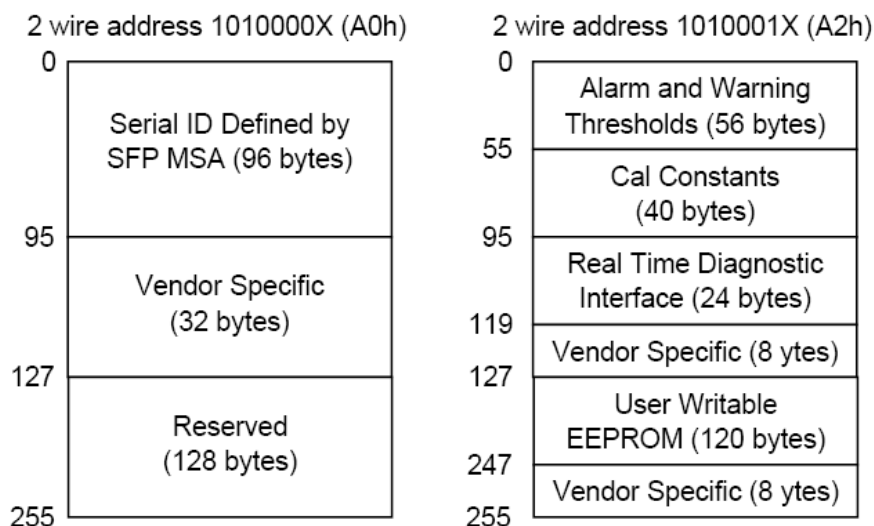 2 wire address 1010000X (A0h)
0
Serial ID Defined by
SFP MSA (96 bytes)
95
Vendor Specific
(32 bytes)
127
Reserved
(128 bytes)
255
2 wire address 1010001X (A2h)
0
Alarm and Warning
Thresholds (56 bytes)
55
Cal Constants
(40 bytes)
95
Real Time Diagnostic
Interface (24 bytes)
119
Vendor Specific (8 ytes)
127
User Writable
EEPROM (120 bytes)
247
Vendor Specific (8 ytes)
255